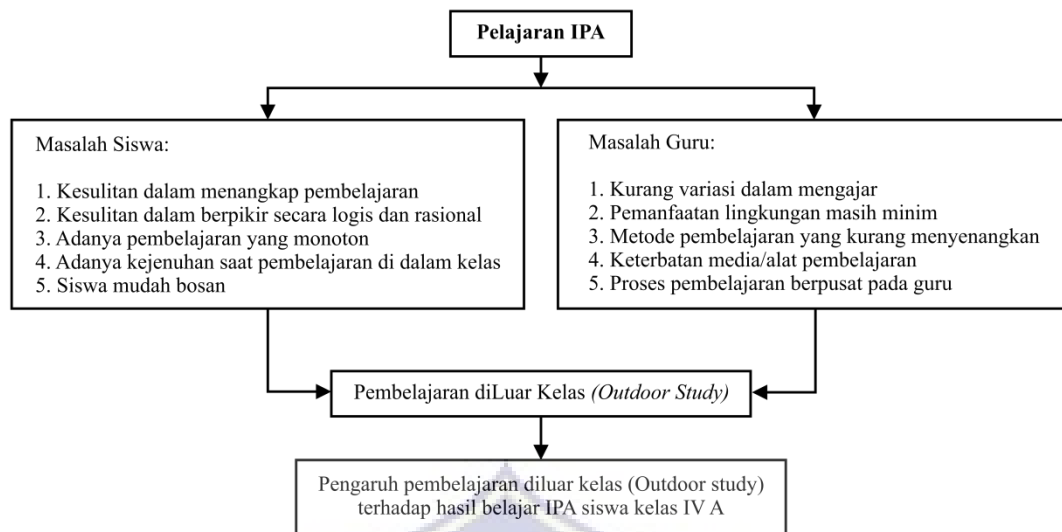 Pelajaran IPA
Masalah Siswa:
1. Kesulitan dalam menangkap pembelajaran
2. Kesulitan dalam berpikir secara logis dan rasional
3. Adanya pembelajaran yang monoton
4. Adanya kejenuhan saat pembelajaran di dalam kelas
5. Siswa mudah bosan
Masalah Guru:
1. Kurang variasi dalam mengajar
2. Pemanfaatan lingkungan masih minim
3. Metode pembelajaran yang kurang menyenangkan
4. Keterbatan media/alat pembelajaran
5. Proses pembelajaran berpusat pada guru
Pembelajaran diLuar Kelas (Outdoor Study)
Pengaruh pembelajaran diluar kelas (Outdoor study)
terhadap hasil belajar IPA siswa kelas IV A